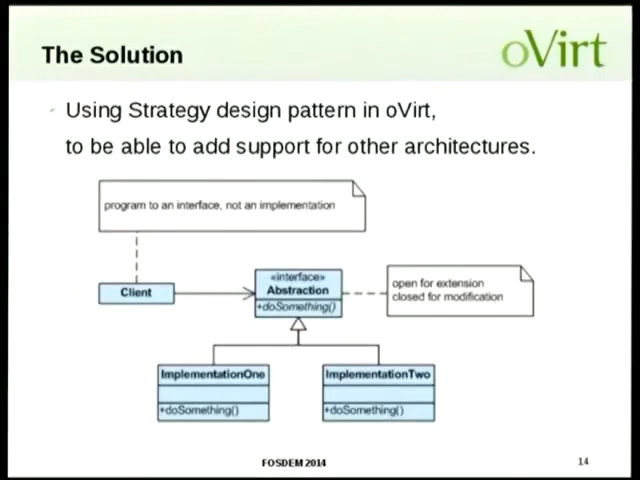 The Solution
oVirt
Using Strategy design pattern in oVirt,
to be able to add support for other architectures.
program to an interface, not an implementation
Client
«interface»
Abstraction
+doSomething()
open for extension
closed for modification
ImplementationOne
+doSomething()
ImplementationTwo
+doSomething()
FOSDEM 2014
14